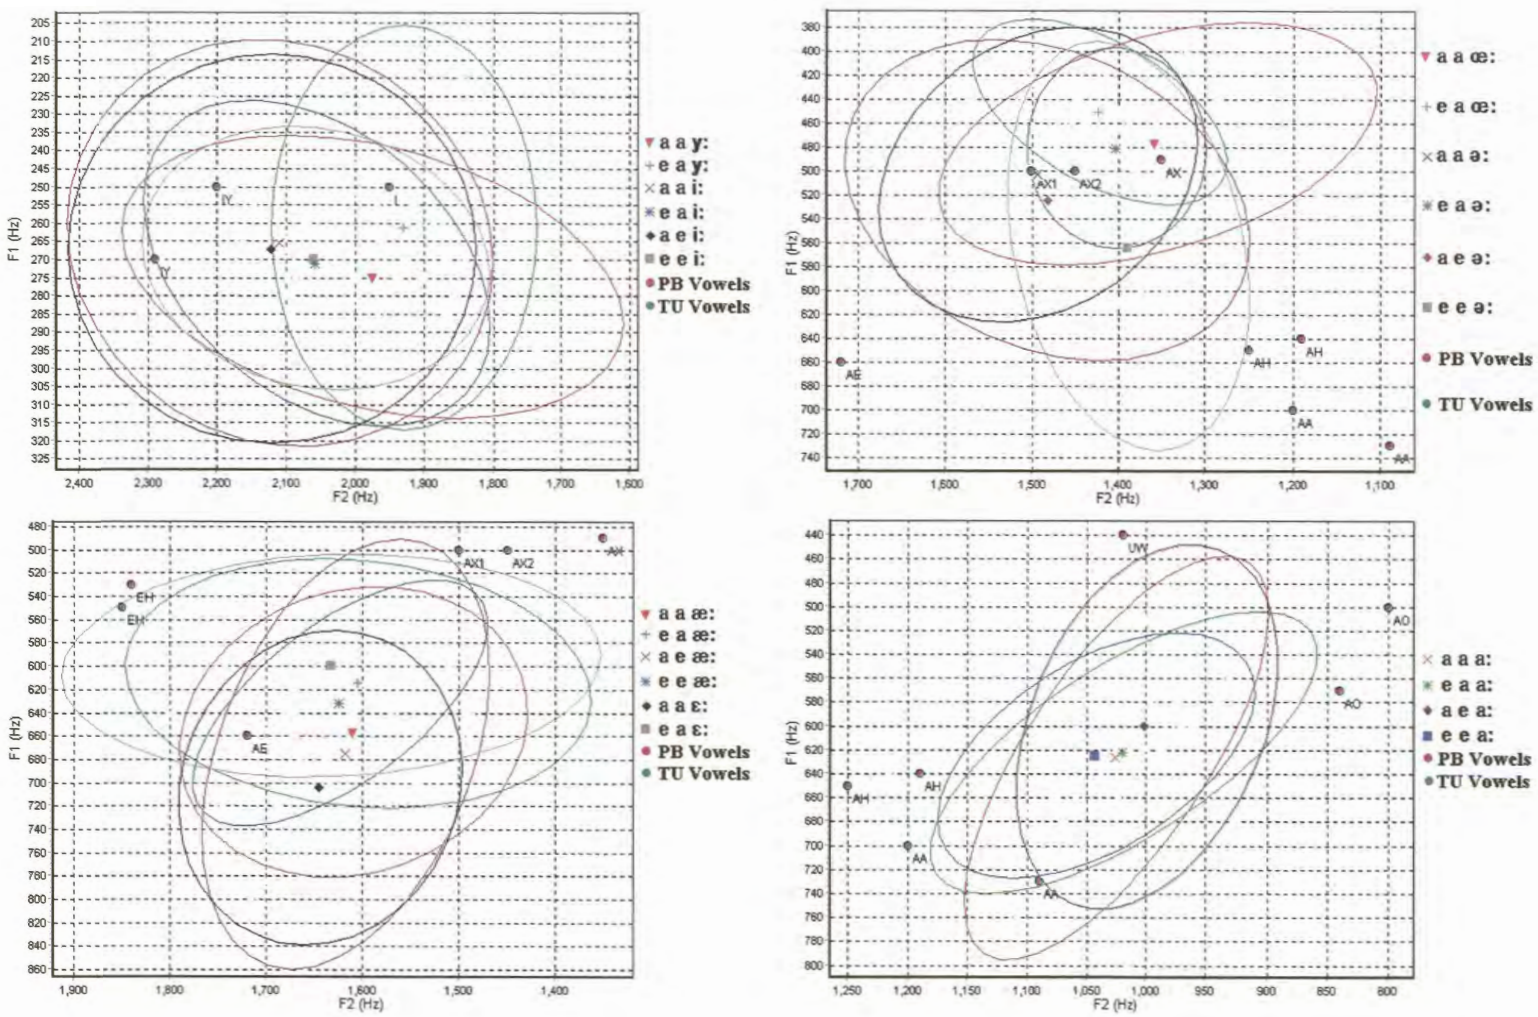 205
210
215
220
225
230
235
240
245
250
255
260
265
270
275
280
285
290
295
300
305
310
315
320
325
F1 (Hz)
IY
I
IY
2,400 2,300 2,200 2,100 2,000 1,900 1,800 1,700 1,600
F2 (Hz)
a a y:
e a y:
a a i:
e a i:
a e i:
e e i:
PB Vowels
TU Vowels
360
380
400
420
440
460
480
500
520
540
560
580
600
620
640
660
680
700
720
740
F1 (Hz)
AX1 AX2 AX
AE
AH AH
AA
AA
1,700 1,600 1,500 1,400 1,300 1,200 1,100
F2 (Hz)
a a œ:
e a œ:
a a ə:
e a ə:
a e ə:
e e ə:
PB Vowels
TU Vowels
480
500
520
540
560
580
600
620
640
660
680
700
720
740
760
780
800
820
840
860
F1 (Hz)
AX1 AX2 AX
EH
EH
AE
1,900 1,800 1,700 1,600 1,500 1,400
F2 (Hz)
a a æ:
e a æ:
a e æ:
e e æ:
a a ɛ:
e a ɛ:
PB Vowels
TU Vowels
440
460
480
500
520
540
560
580
600
620
640
650
680
700
720
740
760
780
800
F1 (Hz)
UW
AO
AO
AH AH
AA
AA
1,250 1,200 1,150 1,100 1,050 1,000 950 900 850 800
F2 (Hz)
a a a:
e a a:
a e a:
e e a:
PB Vowels
TU Vowels